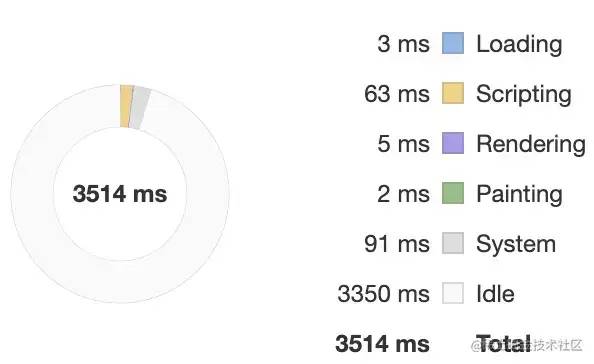 3514 ms
3 ms Loading
63 ms Scripting
5 ms Rendering
2 ms Painting
91 ms System
3350 ms Idle
3514 ms Total
技术社区